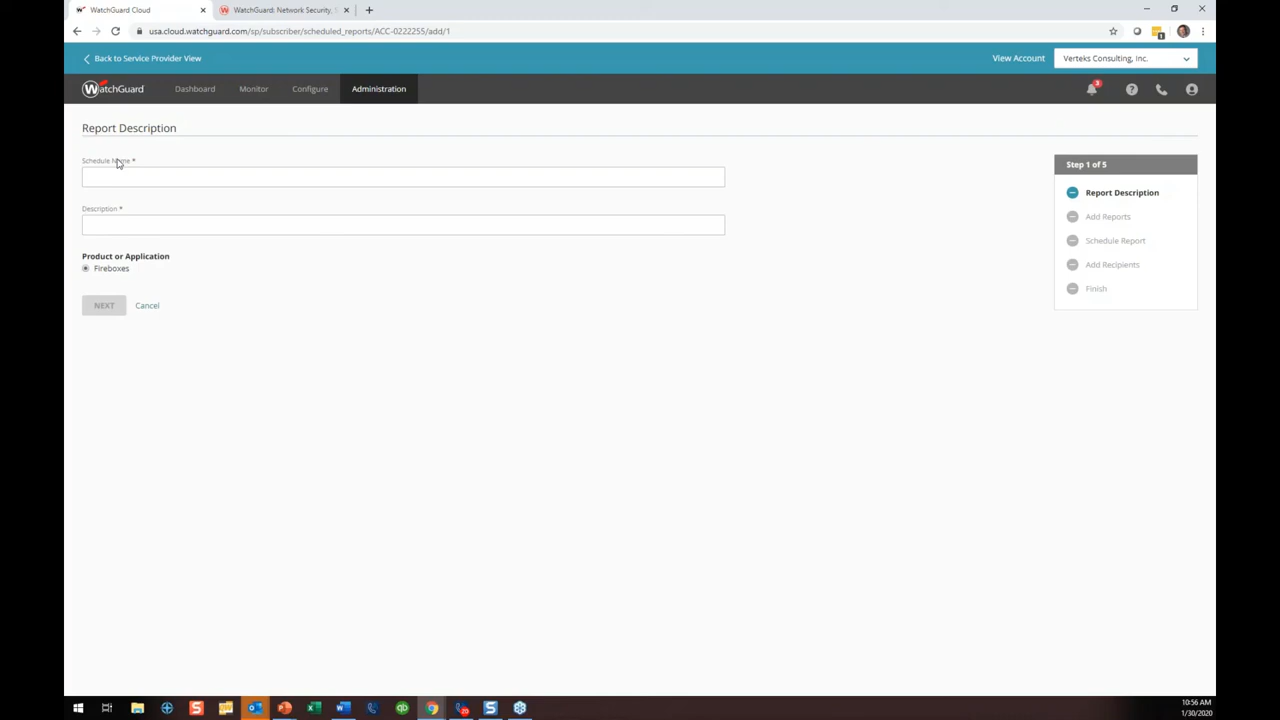 WatchGuard Cloud
WatchGuard: Network Security, S
usa.cloud.watchguard.com/sp/subscriber/scheduled_reports/ACC-0222255/add/1
Back to Service Provider View
View Account
Verteks Consulting, Inc.
WatchGuard
Dashboard
Monitor
Configure
Administration
3
Report Description
Schedule Name *
Description *
Product or Application
Fireboxes
NEXT
Cancel
Step 1 of 5
Report Description
Add Reports
Schedule Report
Add Recipients
Finish
10:56 AM
1/30/2020